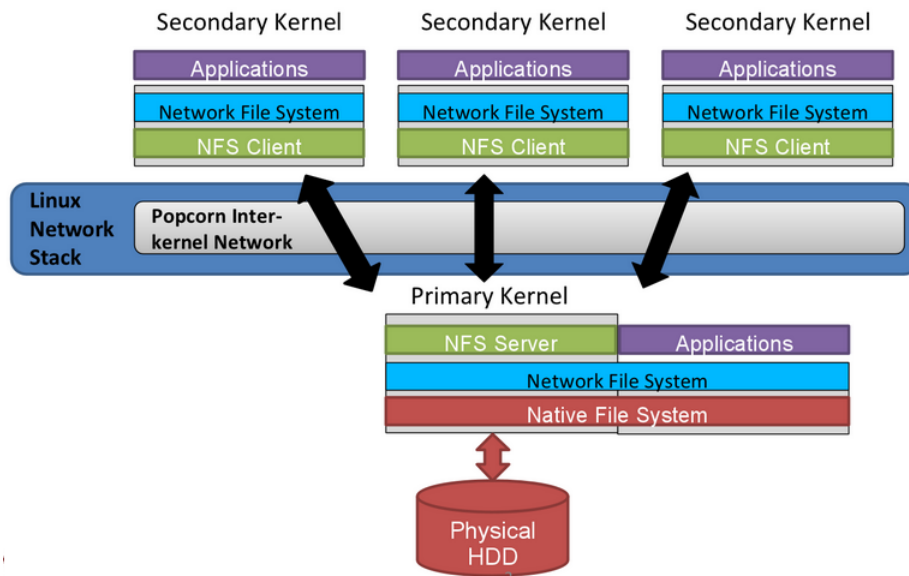 Secondary Kernel
Secondary Kernel
Secondary Kernel
Applications
Applications
Applications
Network File System
Network File System
Network File System
NFS Client
NFS Client
NFS Client
Linux
Network
Stack
Popcorn Inter-
kernel Network
Primary Kernel
NFS Server
Applications
Network File System
Native File System
Physical
HDD